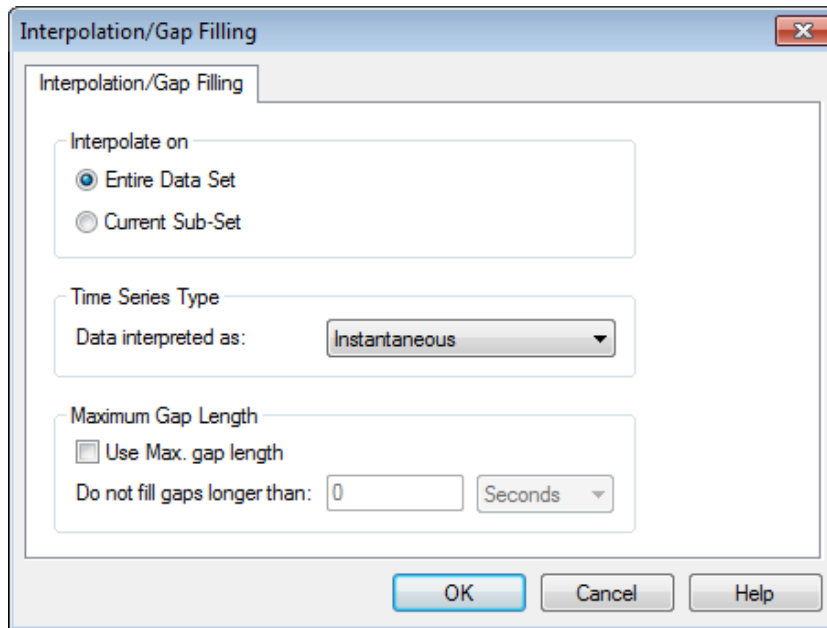 Interpolation/Gap Filling
Interpolation/Gap Filling
Interpolate on
Entire Data Set
Current Sub-Set
Time Series Type
Data interpreted as: Instantaneous
Maximum Gap Length
Use Max. gap length
Do not fill gaps longer than: 0 Seconds
OK Cancel Help